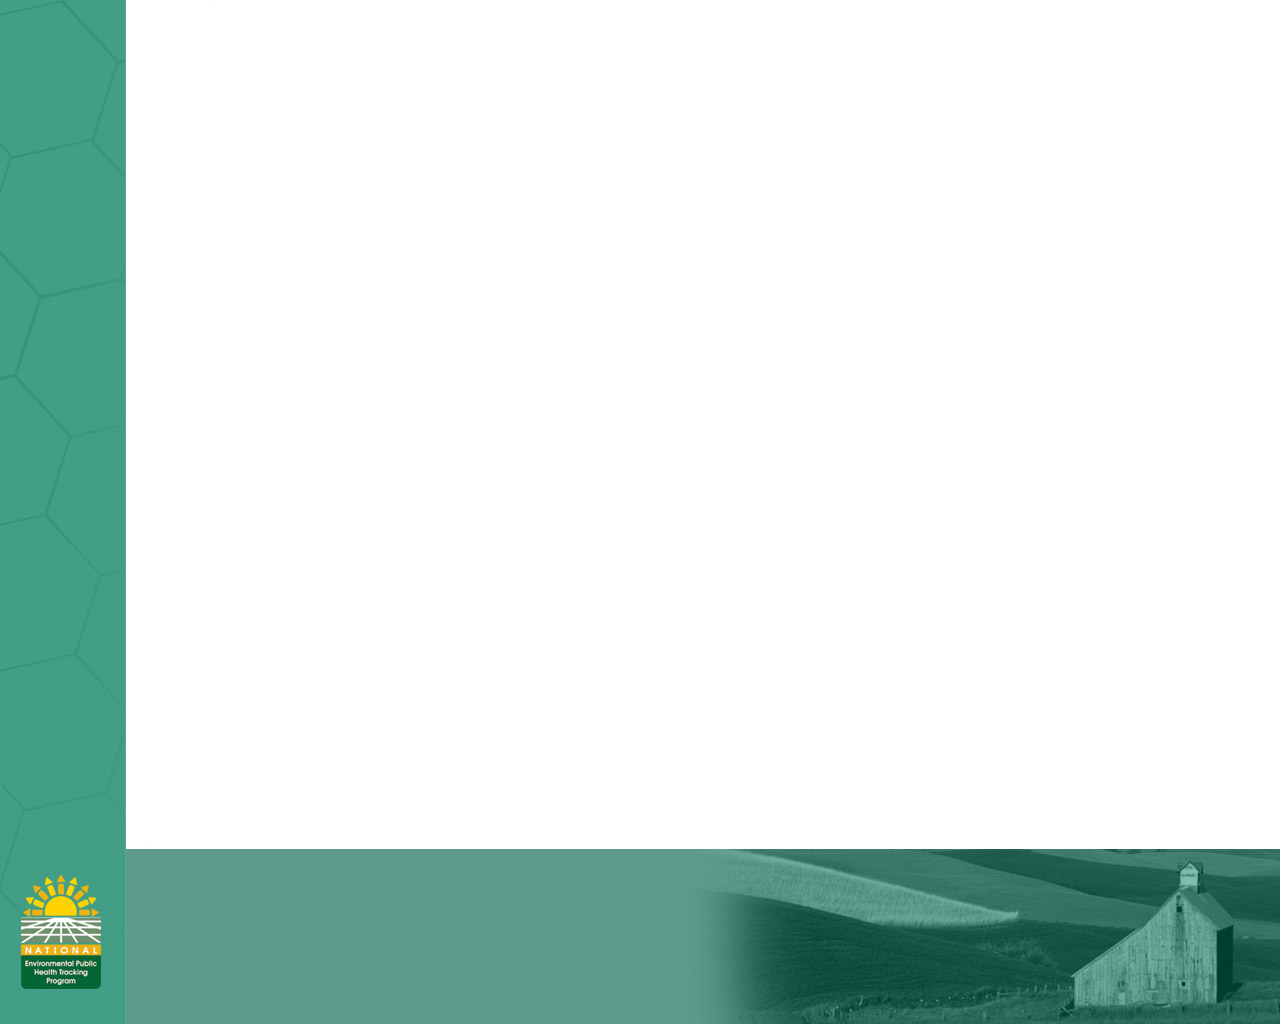 NATIONAL
Environmental Public
Health Tracking
Program